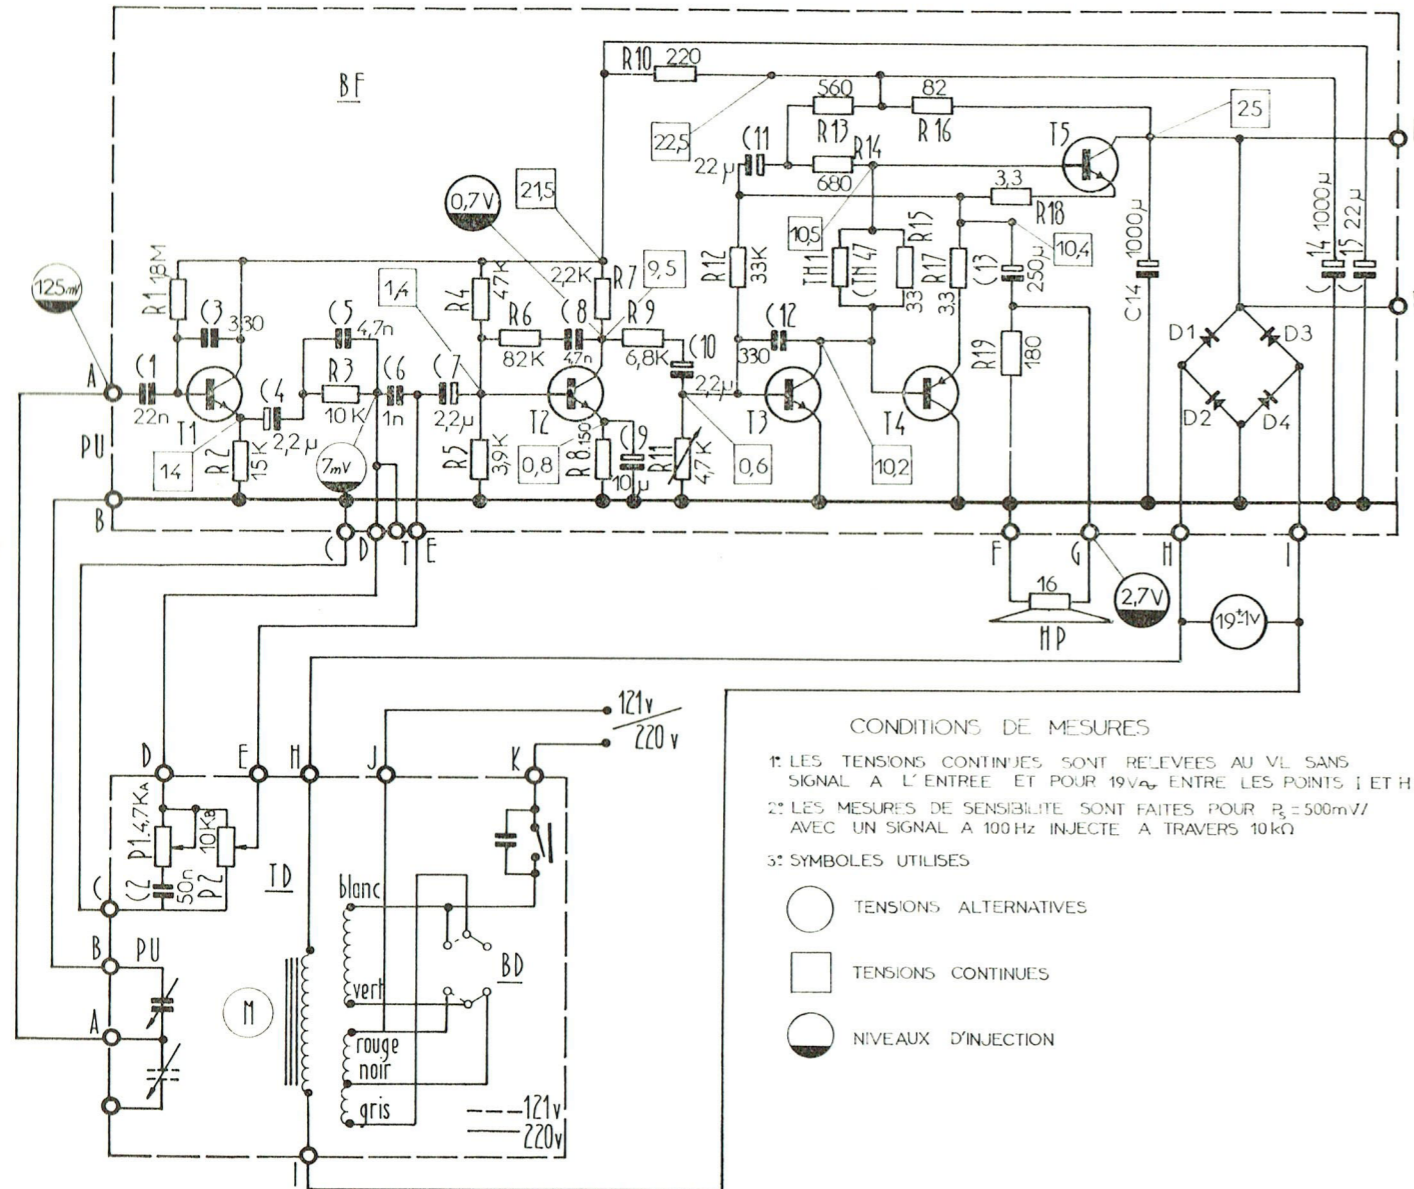 BF
R10
220
560
R13
82
R16
25
T5
C11
22µ
R14
680
22,5
3,3
R18
0,7V
21,5
10,5
R15
10,4
C14
1000µ
C14
1000µ
C15
22µ
125mV
R1
18M
C3
330
C5
4,7n
1,4
R4
47K
2,2K
R7
9,5
R12
33K
TH1
CTN 47
33
R17
3,3
C13
250µ
R6
82K
C8
4,7n
R9
6,8K
C10
2,2µ
C12
330
R19
180
D1
D3
D2
D4
A
C1
22n
T1
C4
2,2µ
R3
10K
C6
1n
C7
2,2µ
T2
T3
T4
PU
14
R2
15K
7mV
R5
3,9K
0,8
R8
150
C9
10µ
R11
4,7K
0,6
10,2
B
C
D
T
E
F
G
H
I
16
HP
2,7V
19±1v
121v
220v
D
E
H
J
K
P1 4,7KA
10KB
C2
50n
P2
TD
C
B
PU
A
M
blanc
vert
BD
rouge
noir
gris
121v
220v
I
CONDITIONS DE MESURES
1° LES TENSIONS CONTINUES SONT RELEVEES AU VL SANS
SIGNAL A L'ENTREE ET POUR 19V∿ ENTRE LES POINTS I ET H
2° LES MESURES DE SENSIBILITE SONT FAITES POUR Ps = 500mV/
AVEC UN SIGNAL A 100 Hz INJECTE A TRAVERS 10kΩ
3° SYMBOLES UTILISES
TENSIONS ALTERNATIVES
TENSIONS CONTINUES
NIVEAUX D'INJECTION